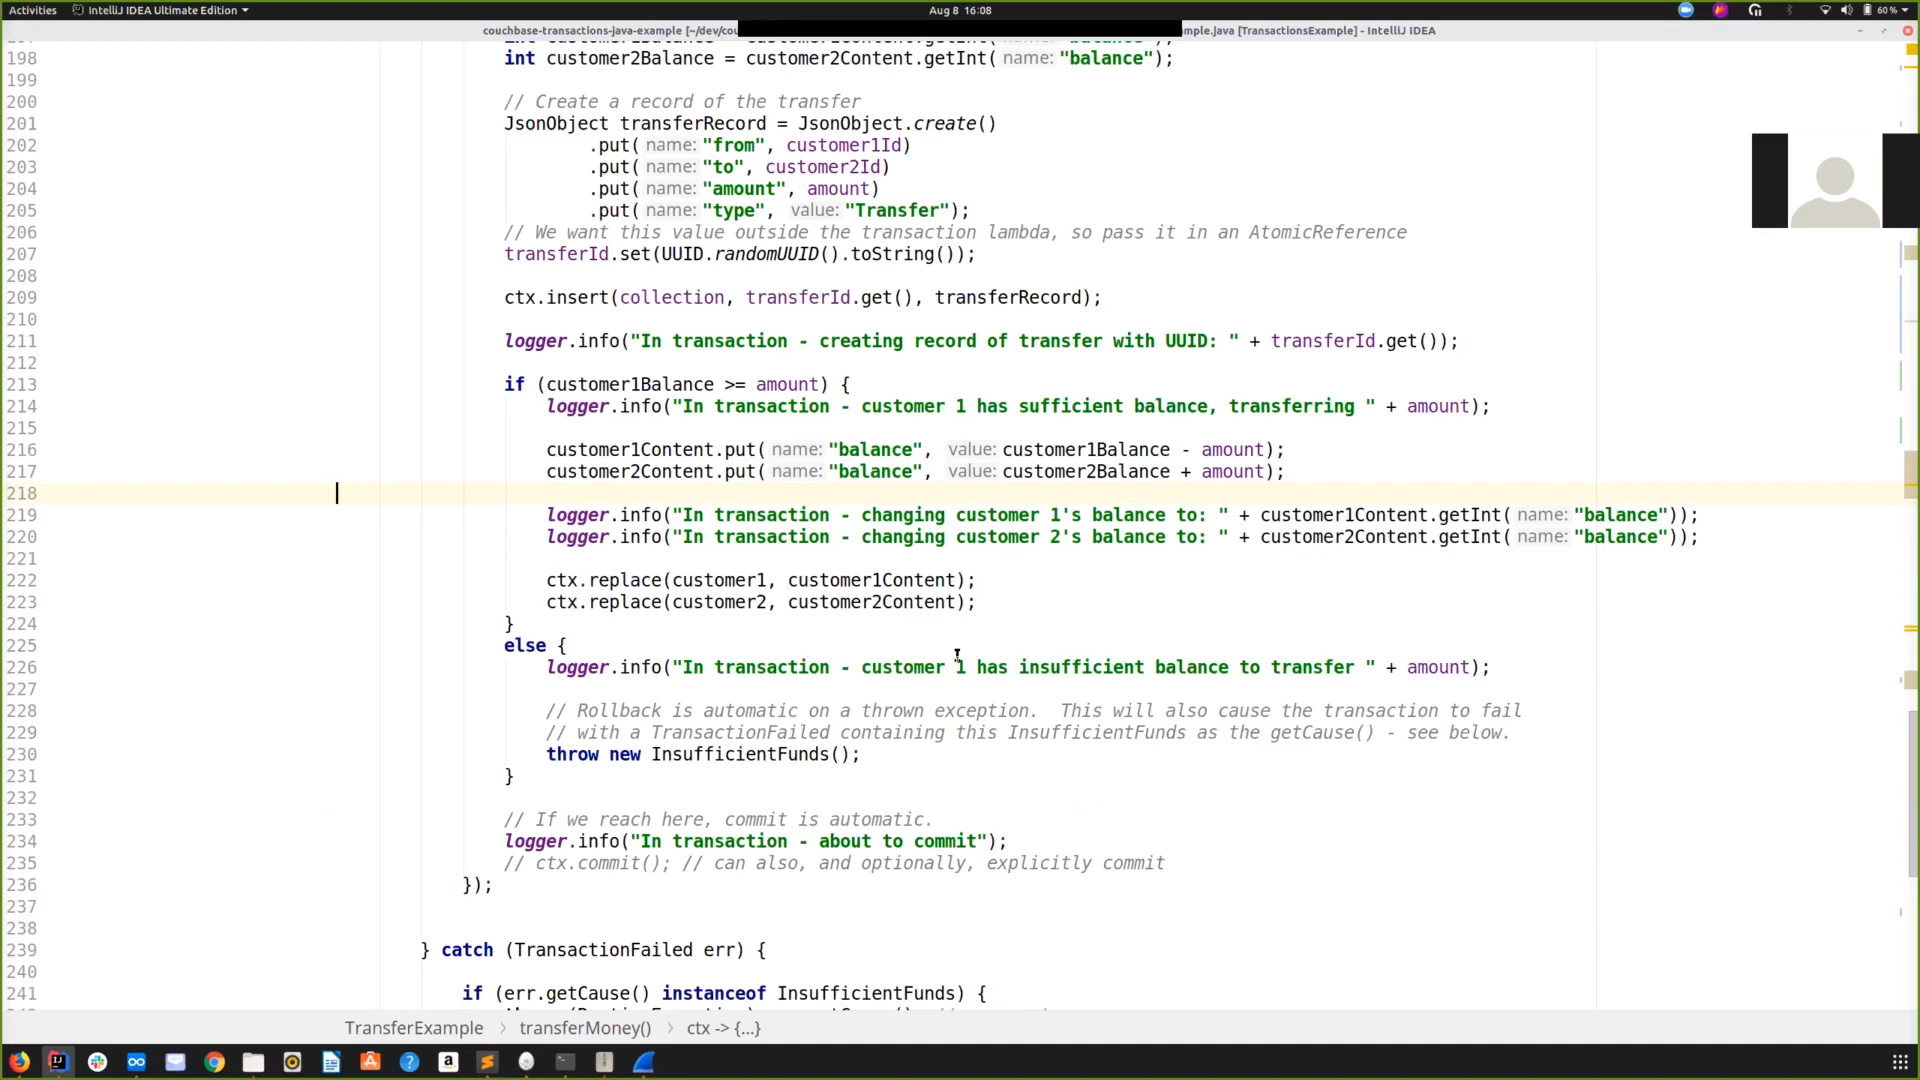 Activities IntelliJ IDEA Ultimate Edition Aug 8 16:08 60 %
couchbase-transactions-java-example [~/dev/cou mple.java [TransactionsExample] - IntelliJ IDEA
198 int customer2Balance = customer2Content.getInt( name: "balance");
199
200 // Create a record of the transfer
201 JsonObject transferRecord = JsonObject.create()
202 .put( name: "from", customer1Id)
203 .put( name: "to", customer2Id)
204 .put( name: "amount", amount)
205 .put( name: "type", value: "Transfer");
206 // We want this value outside the transaction lambda, so pass it in an AtomicReference
207 transferId.set(UUID.randomUUID().toString());
208
209 ctx.insert(collection, transferId.get(), transferRecord);
210
211 logger.info("In transaction - creating record of transfer with UUID: " + transferId.get());
212
213 if (customer1Balance >= amount) {
214 logger.info("In transaction - customer 1 has sufficient balance, transferring " + amount);
215
216 customer1Content.put( name: "balance", value: customer1Balance - amount);
217 customer2Content.put( name: "balance", value: customer2Balance + amount);
218
219 logger.info("In transaction - changing customer 1's balance to: " + customer1Content.getInt( name: "balance"));
220 logger.info("In transaction - changing customer 2's balance to: " + customer2Content.getInt( name: "balance"));
221
222 ctx.replace(customer1, customer1Content);
223 ctx.replace(customer2, customer2Content);
224 }
225 else {
226 logger.info("In transaction - customer 1 has insufficient balance to transfer " + amount);
227
228 // Rollback is automatic on a thrown exception.  This will also cause the transaction to fail
229 // with a TransactionFailed containing this InsufficientFunds as the getCause() - see below.
230 throw new InsufficientFunds();
231 }
232
233 // If we reach here, commit is automatic.
234 logger.info("In transaction - about to commit");
235 // ctx.commit(); // can also, and optionally, explicitly commit
236 });
237
238
239 } catch (TransactionFailed err) {
240
241 if (err.getCause() instanceof InsufficientFunds) {
TransferExample › transferMoney() › ctx -> {...}